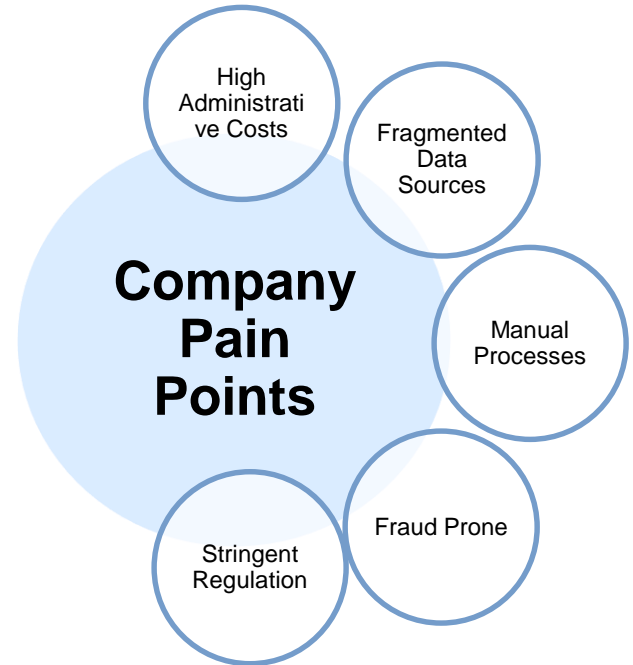 High
Administrati
ve Costs
Fragmented
Data
Sources
Company
Pain
Points
Manual
Processes
Fraud Prone
Stringent
Regulation